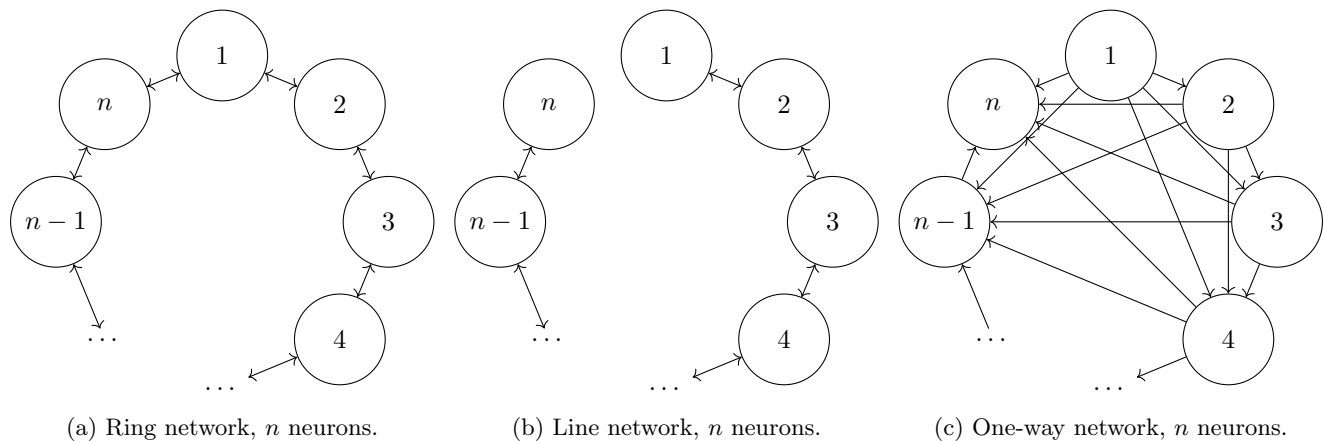 1
n
2
n − 1
3
4
...
...
(a) Ring network, n neurons.
1
n
2
n − 1
3
4
...
...
(b) Line network, n neurons.
1
n
2
n − 1
3
4
...
...
(c) One-way network, n neurons.